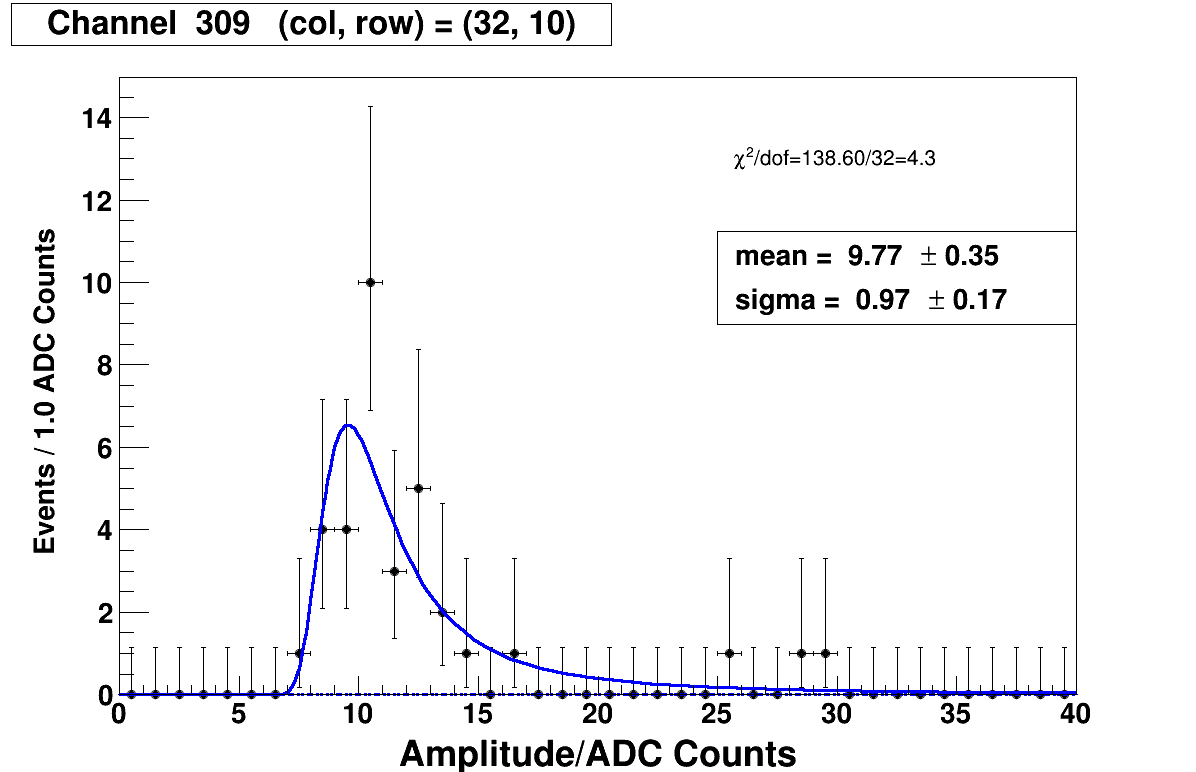 Channel 309 (col, row) = (32, 10)
14
12
10
8
6
4
2
0
Events / 1.0 ADC Counts
χ²/dof=138.60/32=4.3
mean = 9.77 ± 0.35
sigma = 0.97 ± 0.17
0 5 10 15 20 25 30 35 40
Amplitude/ADC Counts